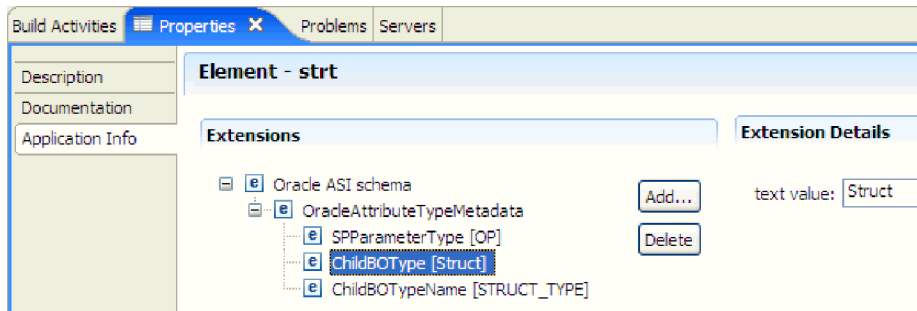 Build Activities Properties Problems Servers
Description
Documentation
Application Info
Element - strt
Extensions
Oracle ASI schema
OracleAttributeTypeMetadata
SPParameterType [OP]
ChildBOType [Struct]
ChildBOTypeName [STRUCT_TYPE]
Add...
Delete
Extension Details
text value: Struct